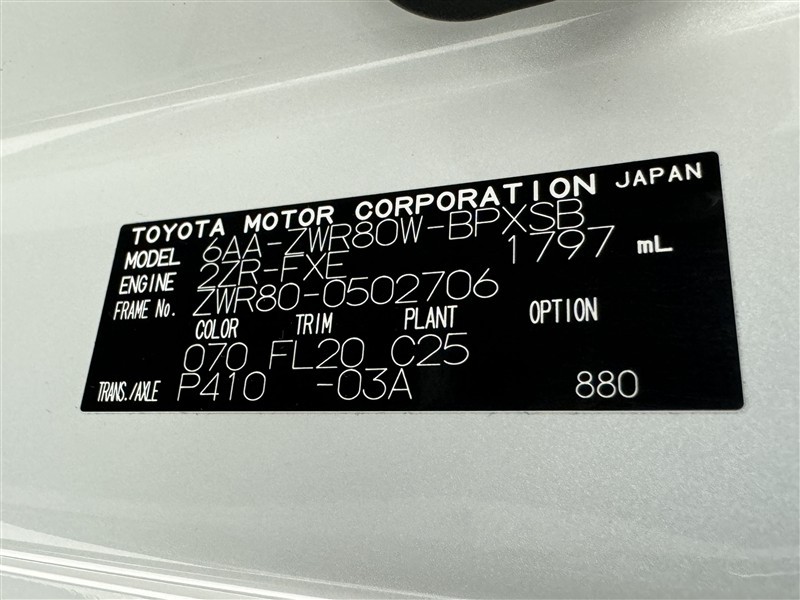 TOYOTA MOTOR CORPORATION JAPAN
MODEL 6AA-ZWR80W-BPXSB
ENGINE 2ZR-FXE 1797 mL
FRAME No. ZWR80-0502706
COLOR TRIM PLANT OPTION
070 FL20 C25
TRANS./AXLE P410 -03A 880